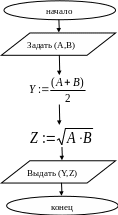 начало
Задать (A,B)
Y := (A + B) / 2
Z := √(A · B)
Выдать (Y,Z)
конец